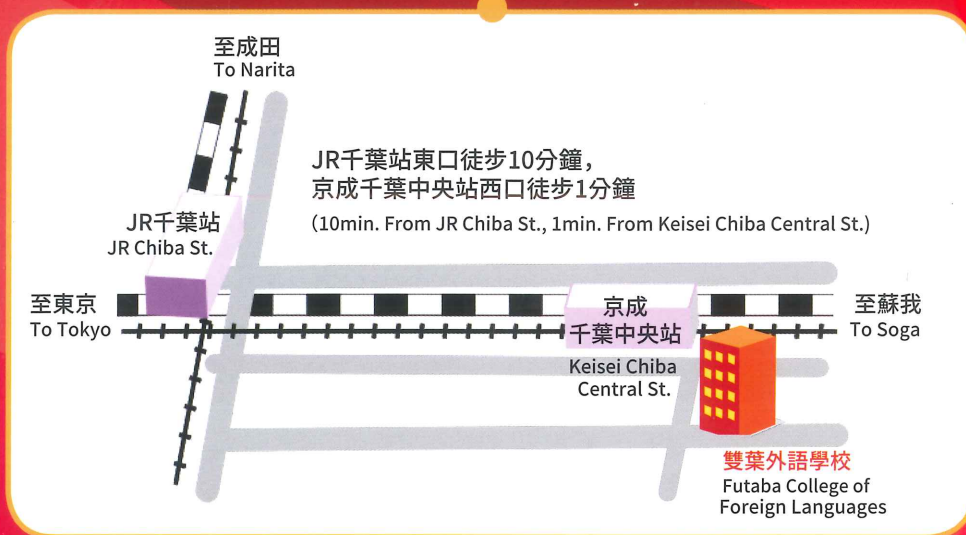 至成田
To Narita
JR千葉站東口徒步10分鐘，
京成千葉中央站西口徒步1分鐘
(10min. From JR Chiba St., 1min. From Keisei Chiba Central St.)
JR千葉站
JR Chiba St.
至東京
To Tokyo
京成
千葉中央站
Keisei Chiba
Central St.
至蘇我
To Soga
雙葉外語學校
Futaba College of
Foreign Languages